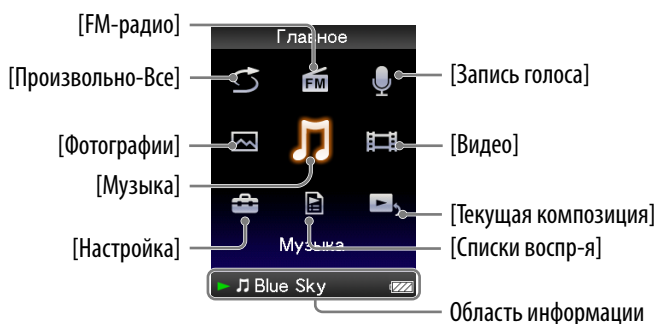 [FM-радио]
Главное
[Произвольно-Все]
FM
[Запись голоса]
[Фотографии]
[Видео]
[Музыка]
[Текущая композиция]
[Настройка]
Музыка
[Списки воспр-я]
Blue Sky
Область информации